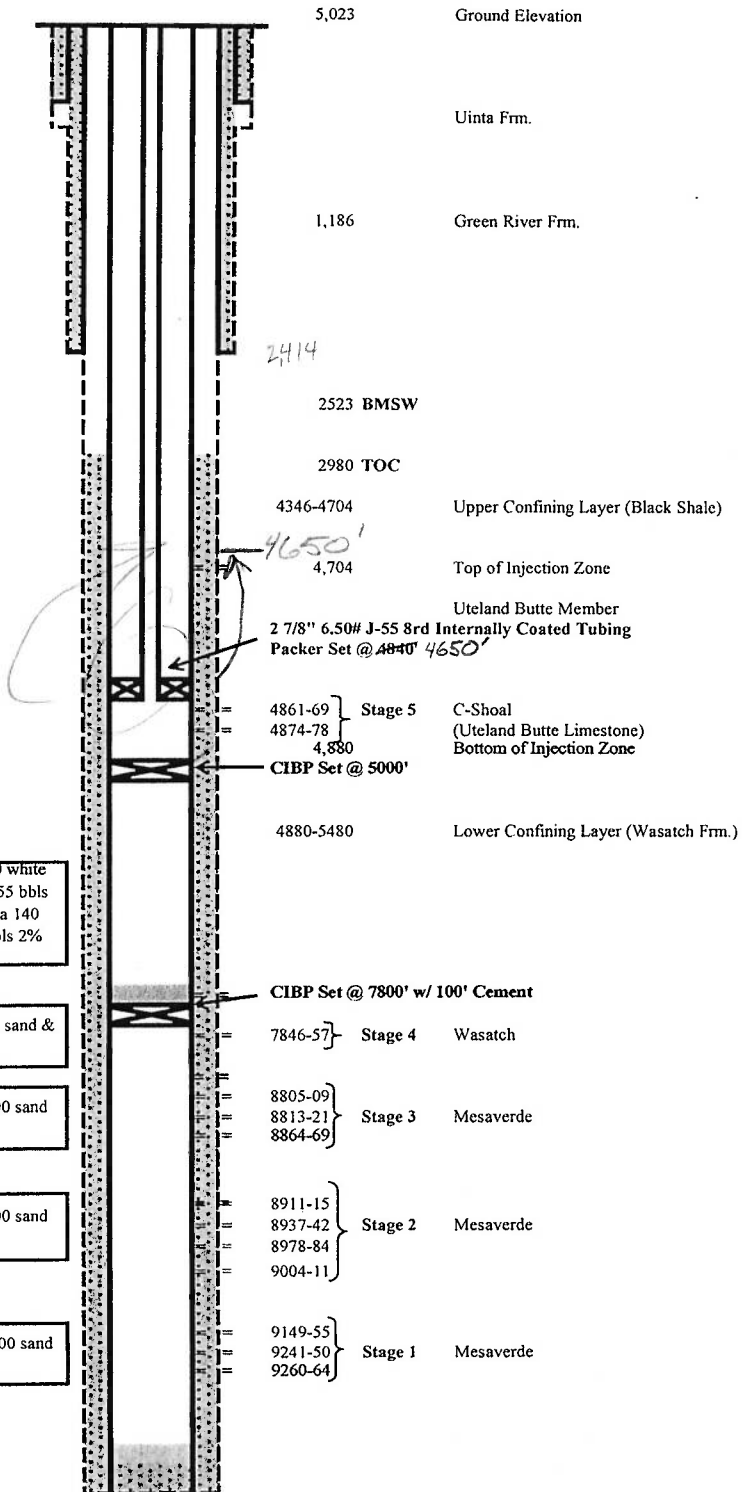 5,023 Ground Elevation
Uinta Frm.
1,186 Green River Frm.
2,414
2523 BMSW
2980 TOC
4346-4704 Upper Confining Layer (Black Shale)
4650'
4,704 Top of Injection Zone
Uteland Butte Member
2 7/8" 6.50# J-55 8rd Internally Coated Tubing
Packer Set @ 4840' 4650'
4861-69 Stage 5 C-Shoal
4874-78 (Uteland Butte Limestone)
4,880 Bottom of Injection Zone
CIBP Set @ 5000'
4880-5480 Lower Confining Layer (Wasatch Frm.)
white
55 bbls
a 140
ls 2%
CIBP Set @ 7800' w/ 100' Cement
sand &
7846-57 Stage 4 Wasatch
0 sand
8805-09
8813-21 Stage 3 Mesaverde
8864-69
00 sand
8911-15
8937-42 Stage 2 Mesaverde
8978-84
9004-11
00 sand
9149-55
9241-50 Stage 1 Mesaverde
9260-64